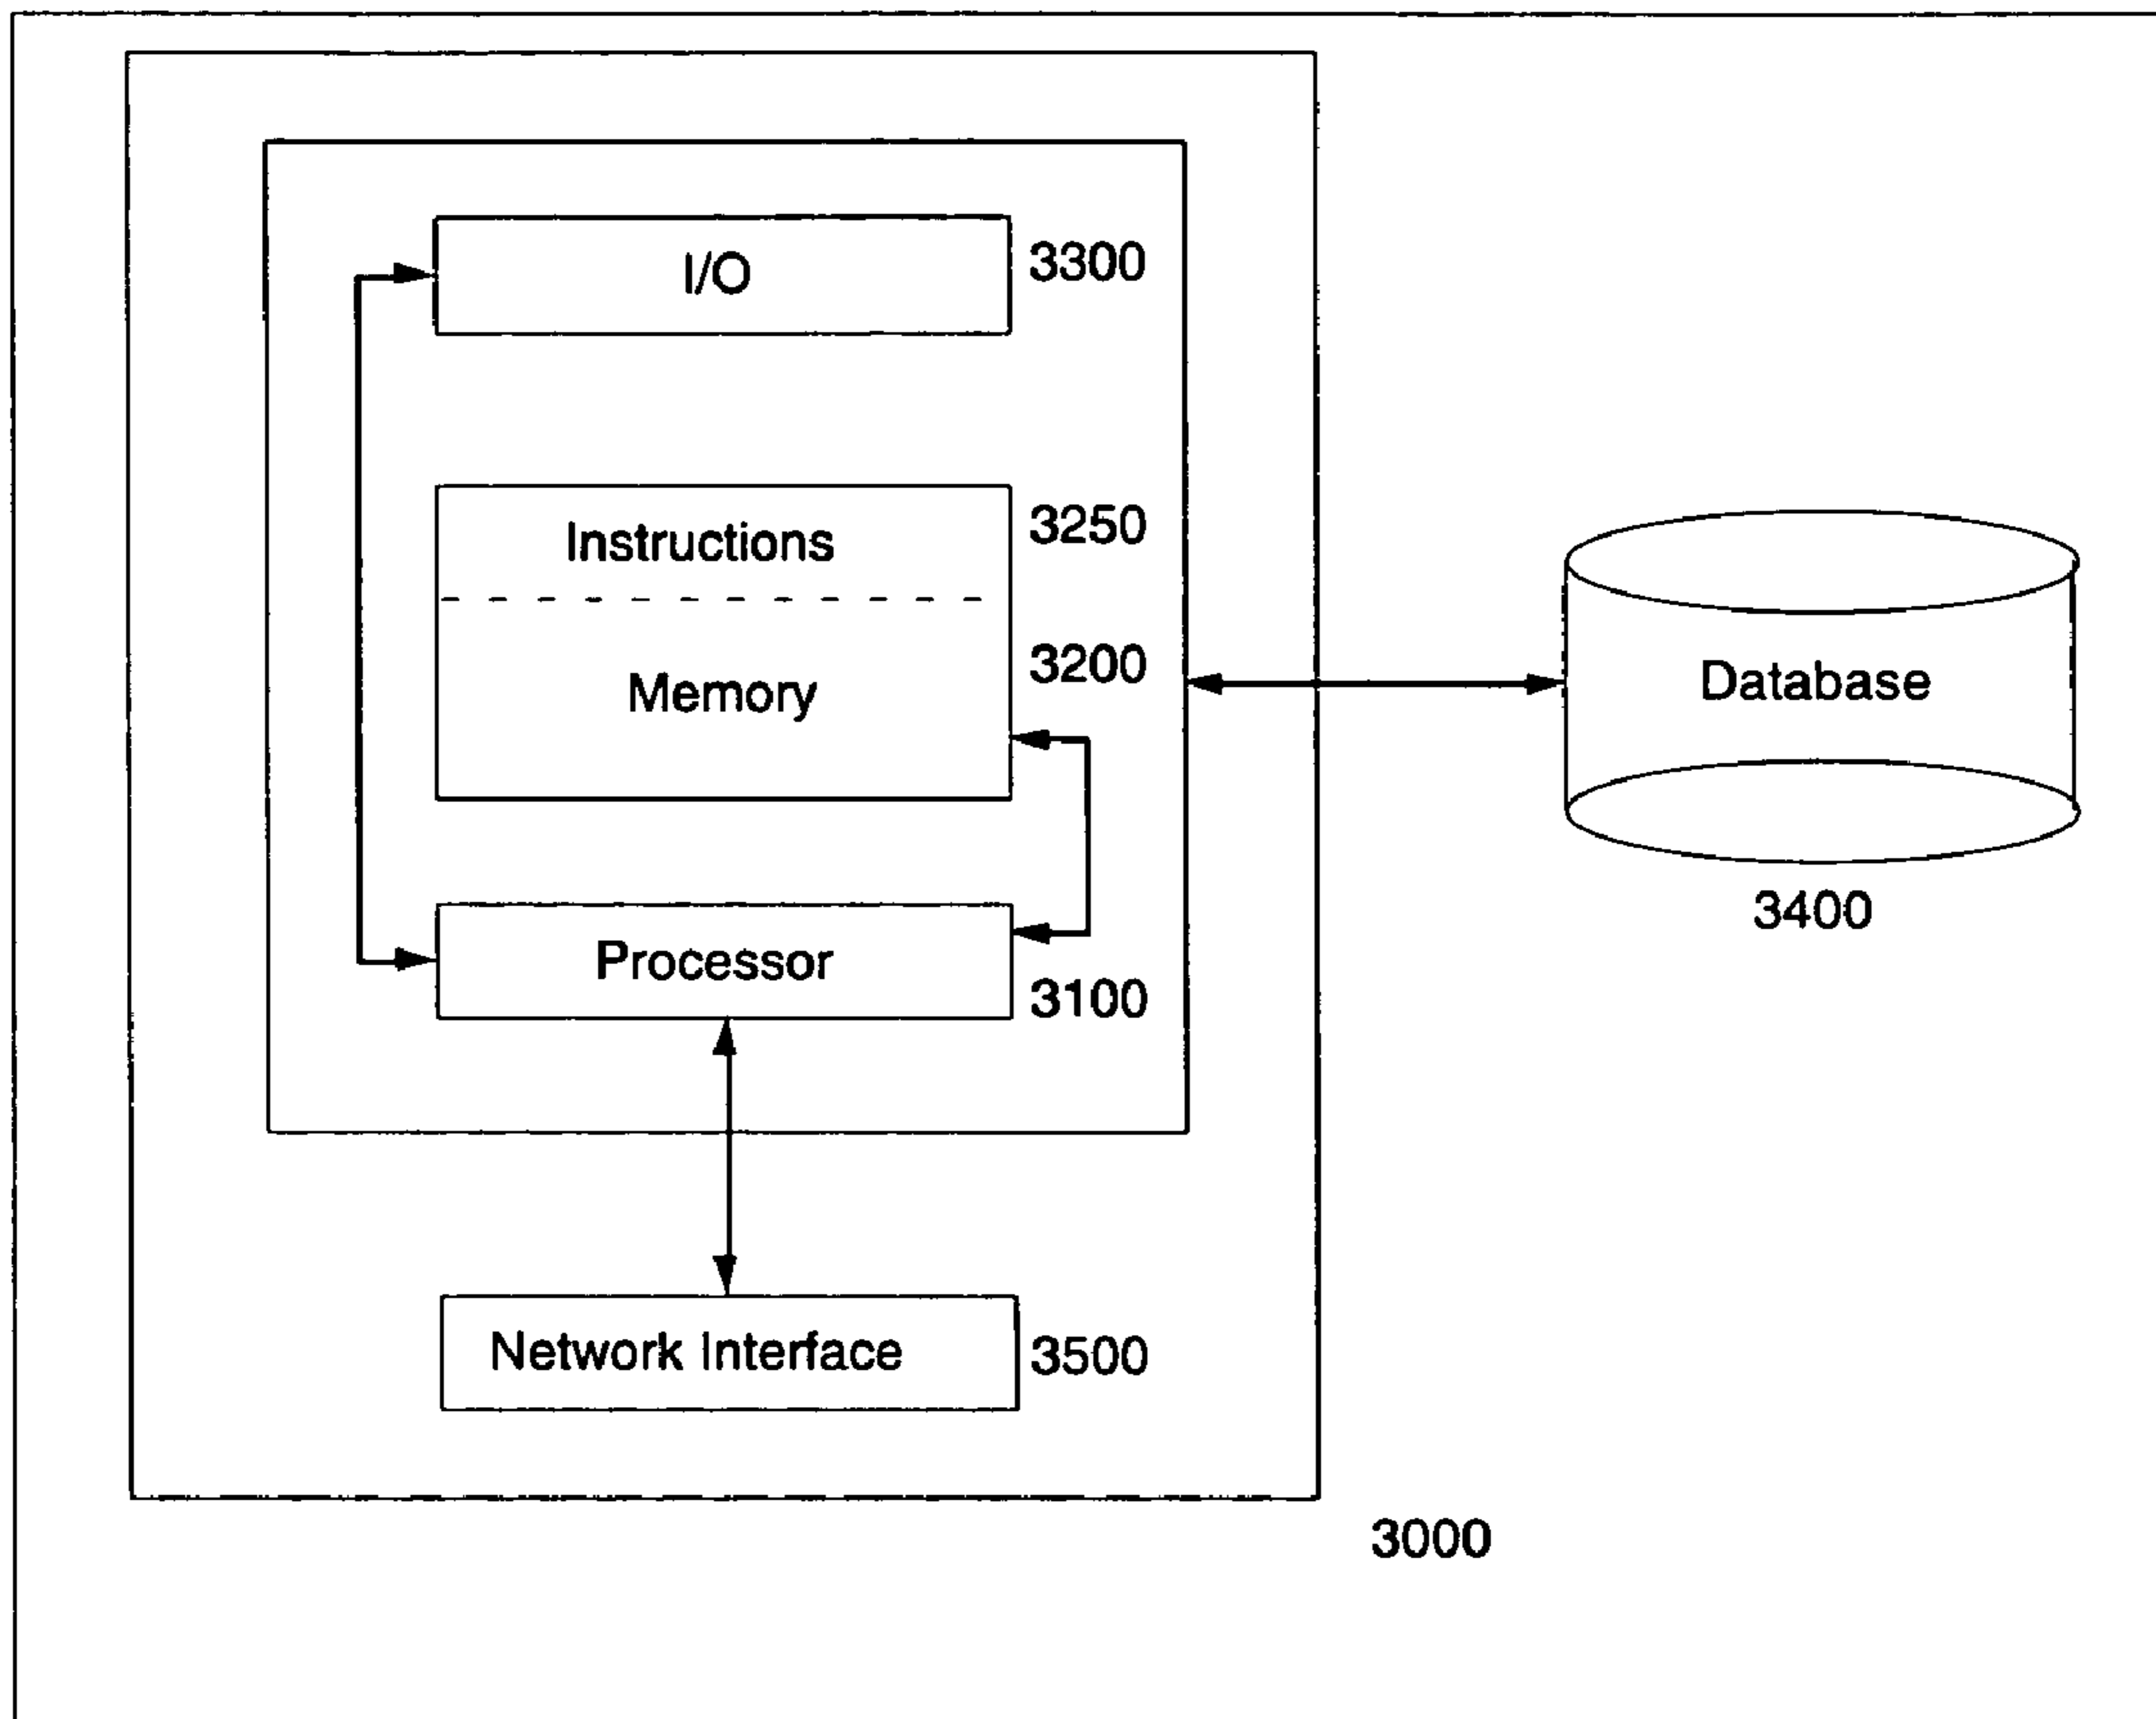 I/O
3300
Instructions
3250
Memory
3200
Database
3400
Processor
3100
Network Interface
3500
3000